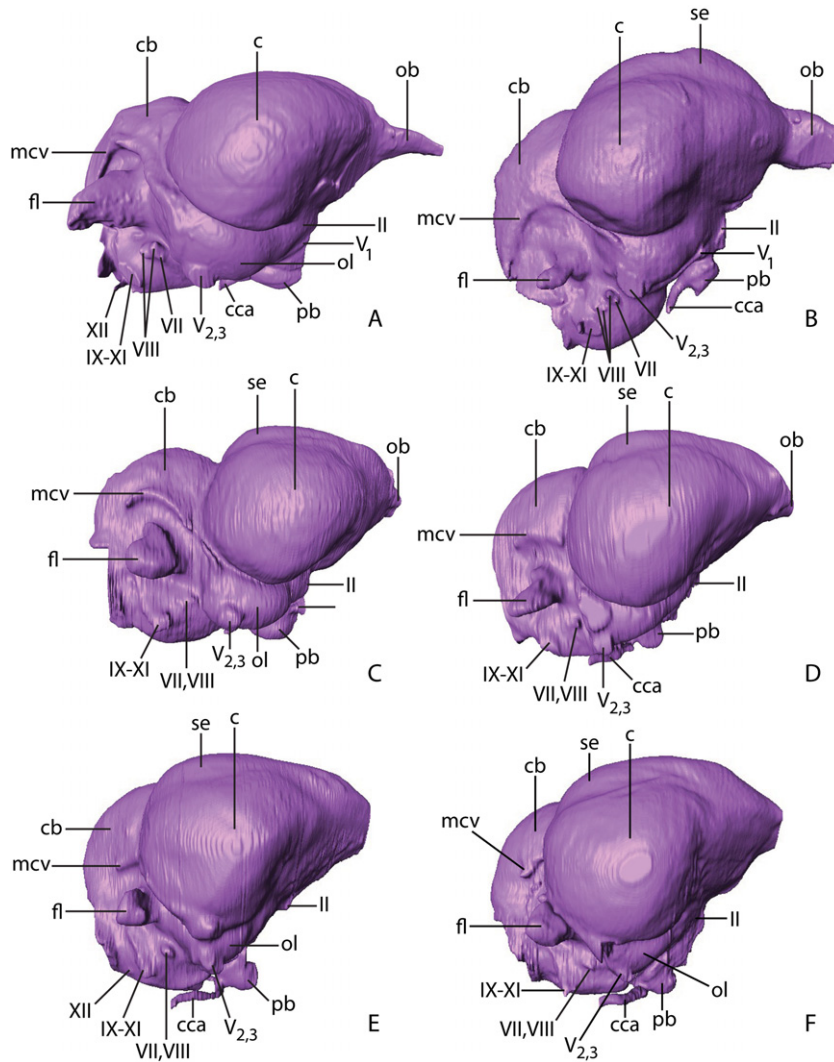 cb c ob
mcv
fl
II
V1
ol
XII VIII VII V2,3 cca pb
IX-XI
A
se
c ob
cb
mcv
II
V1
fl
pb
cca
V2,3
IX-XI VIII VII
B
cb se c
ob
mcv
fl
II
IX-XI V2,3 ol pb
VII,VIII
C
se c
cb ob
mcv
II
fl
pb
IX-XI
VII,VIII cca
V2,3
D
se c
cb
mcv
fl
II
ol
XII
IX-XI cca V2,3 pb
VII,VIII
E
se c
cb
mcv
fl
II
ol
IX-XI
VII,VIII cca pb
V2,3
F